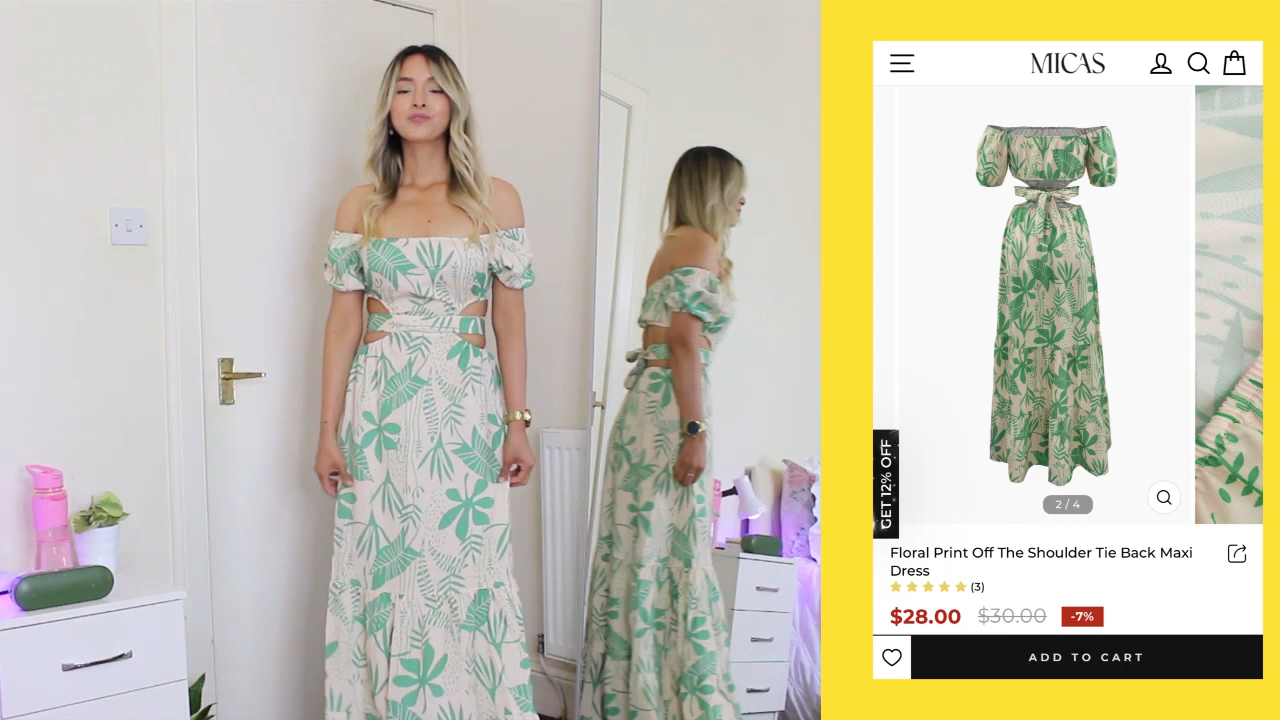 MICAS
GET 12% OFF
2 / 4
Floral Print Off The Shoulder Tie Back Maxi
Dress
(3)
$28.00 $30.00 -7%
ADD TO CART